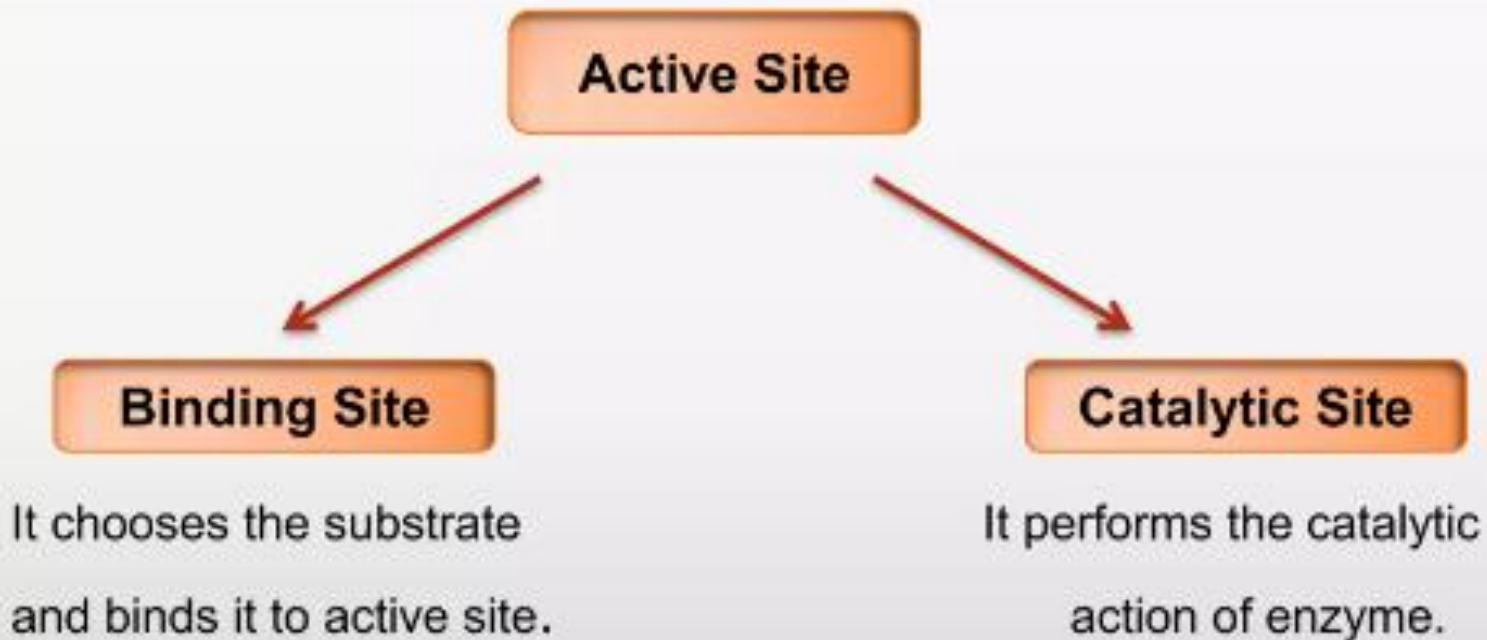 Active Site
Binding Site
It chooses the substrate
and binds it to active site.
Catalytic Site
It performs the catalytic
action of enzyme.